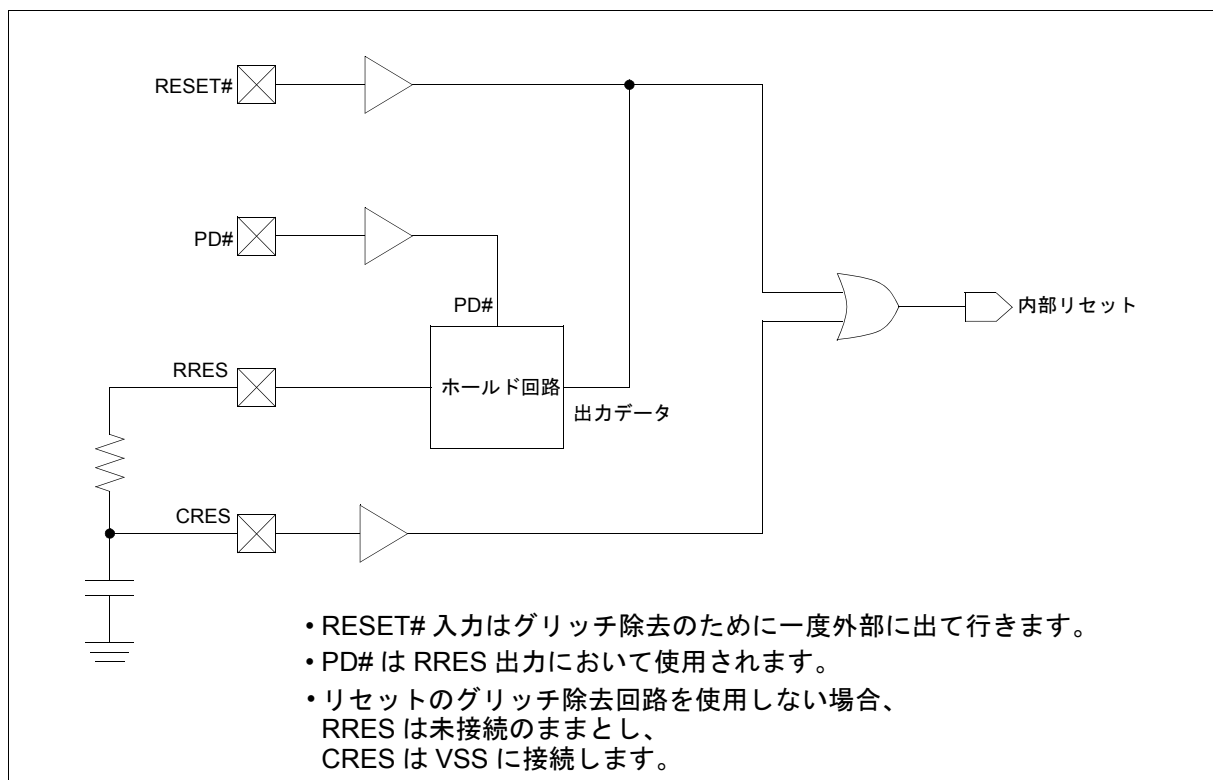 RESET#
PD#
PD#
内部リセット
RRES
ホールド回路
出力データ
CRES
• RESET# 入力はグリッチ除去のために一度外部に出て行きます。
• PD# は RRES 出力において使用されます。
• リセットのグリッチ除去回路を使用しない場合、
RRES は未接続のままとし、
CRES は VSS に接続します。